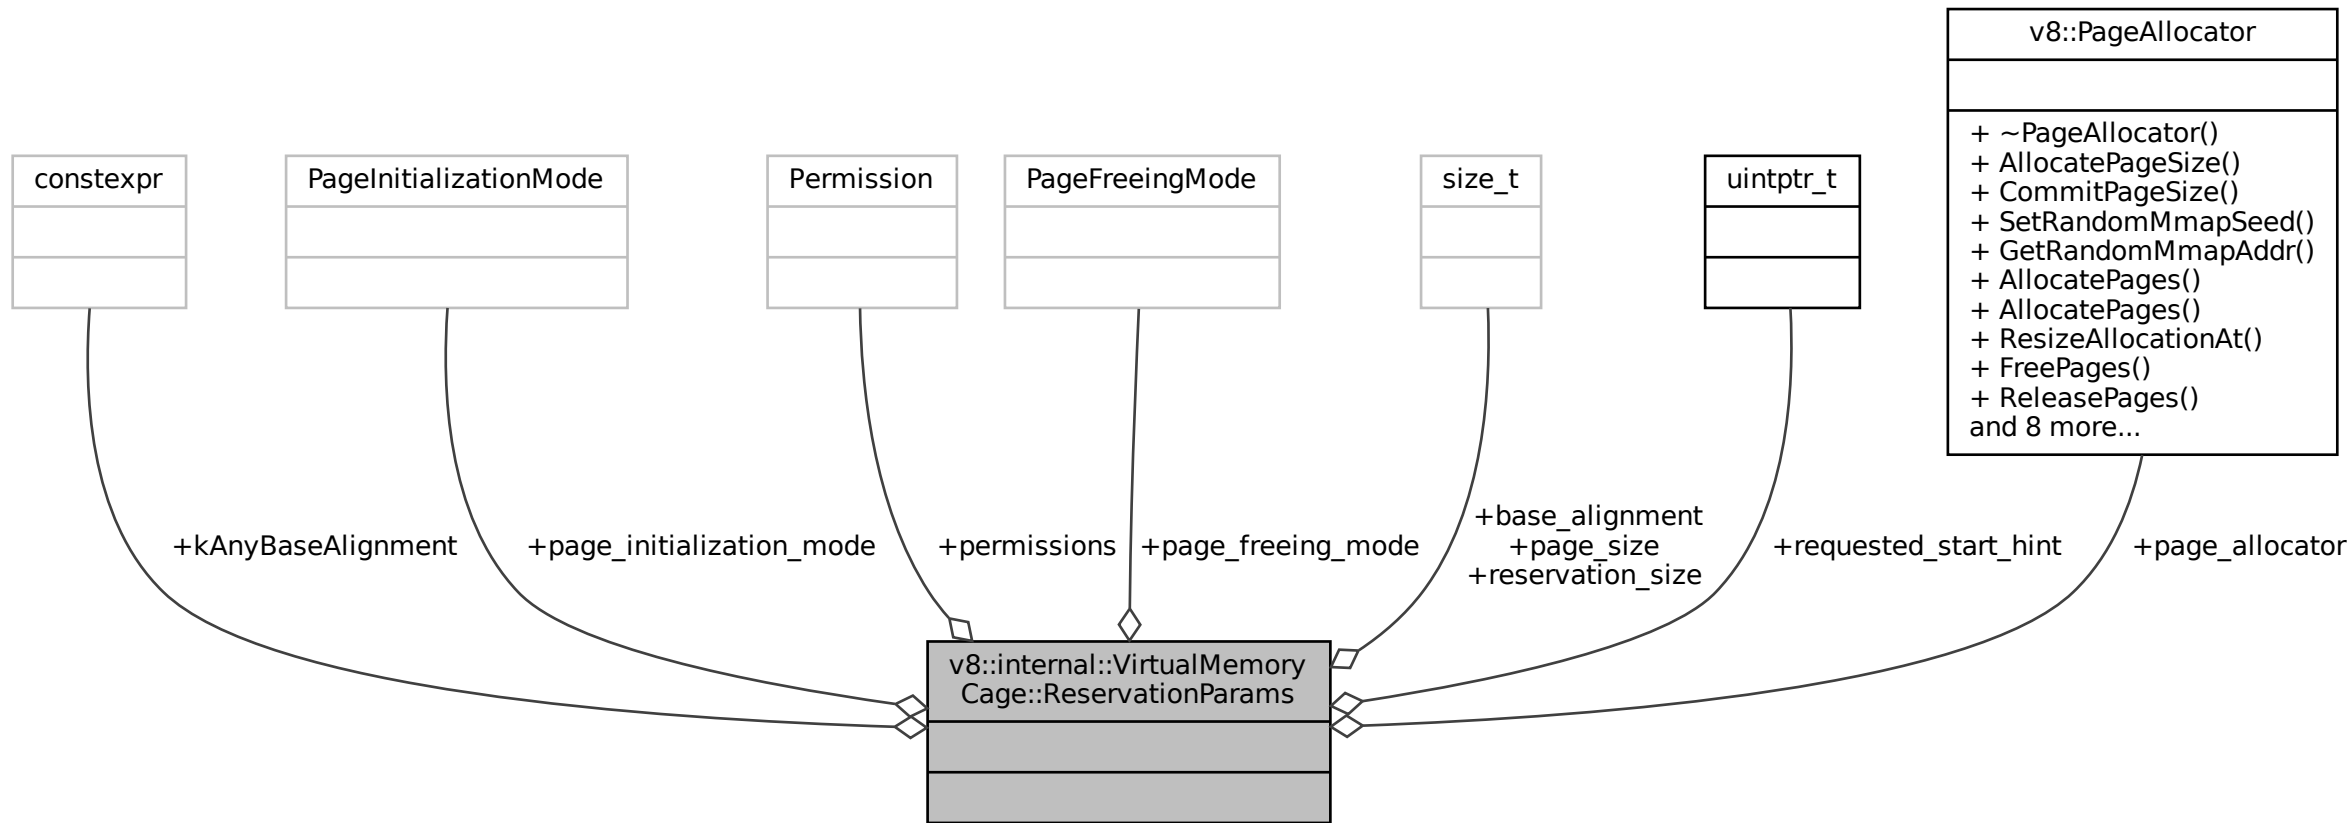 v8::PageAllocator
+ ~PageAllocator()
+ AllocatePageSize()
+ CommitPageSize()
+ SetRandomMmapSeed()
+ GetRandomMmapAddr()
+ AllocatePages()
+ AllocatePages()
+ ResizeAllocationAt()
+ FreePages()
+ ReleasePages()
and 8 more...
constexpr
PageInitializationMode
Permission
PageFreeingMode
size_t
uintptr_t
+kAnyBaseAlignment
+page_initialization_mode
+permissions
+page_freeing_mode
+base_alignment
+page_size
+reservation_size
+requested_start_hint
+page_allocator
v8::internal::VirtualMemory
Cage::ReservationParams